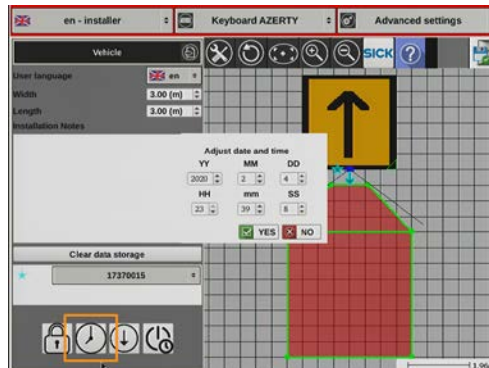 en - installer
Keyboard AZERTY
Advanced settings
Vehicle
SICK
?
User language
en
Width
3.00 (m)
Length
3.00 (m)
Installation Notes
Adjust date and time
YY MM DD
2020 2 4
HH mm SS
23 39 8
YES NO
Clear data storage
17370015
1.96